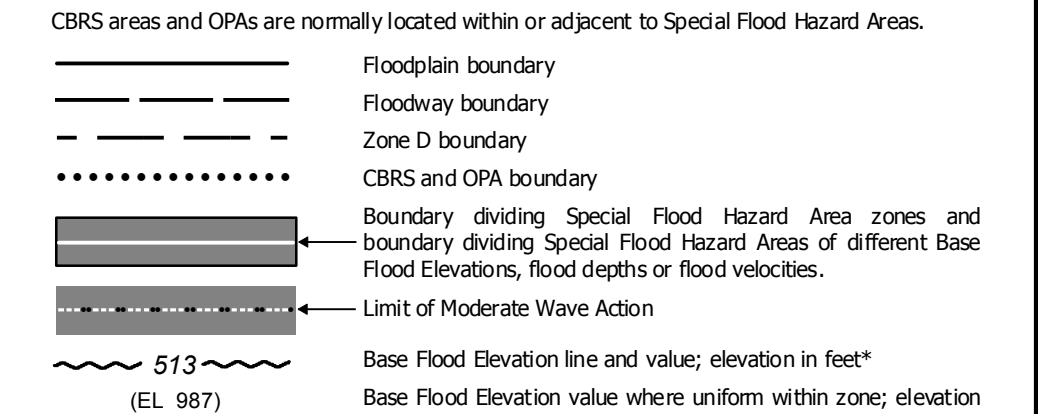 CBRS areas and OPAs are normally located within or adjacent to Special Flood Hazard Areas.
Floodplain boundary
Floodway boundary
Zone D boundary
CBRS and OPA boundary
Boundary dividing Special Flood Hazard Area zones and
boundary dividing Special Flood Hazard Areas of different Base
Flood Elevations, flood depths or flood velocities.
Limit of Moderate Wave Action
513
Base Flood Elevation line and value; elevation in feet*
(EL 987)
Base Flood Elevation value where uniform within zone; elevation